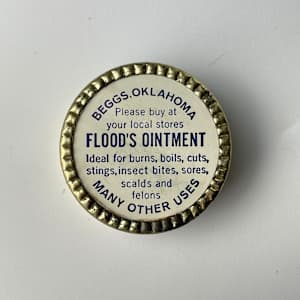 BEGGS, OKLAHOMA
Please buy at
your local stores
FLOOD'S OINTMENT
Ideal for burns, boils, cuts,
stings, insect bites, sores,
scalds and
felons
MANY OTHER USES